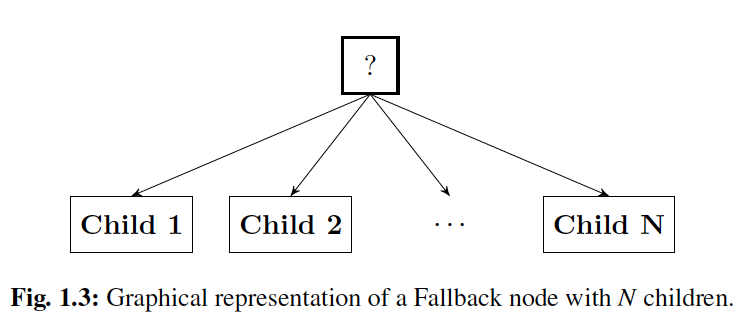 ?
Child 1 Child 2 · · · Child N
Fig. 1.3: Graphical representation of a Fallback node with N children.